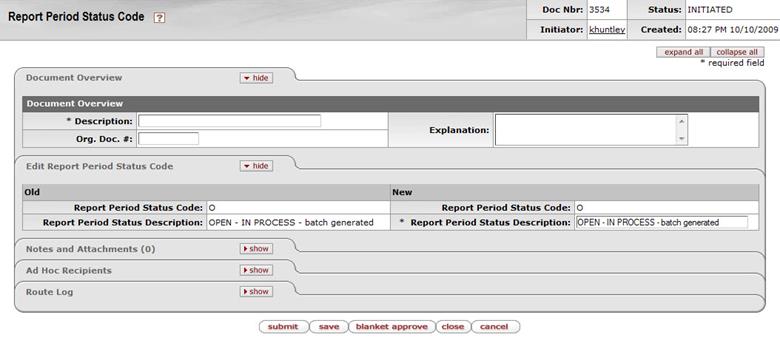 Report Period Status Code ?
Doc Nbr: 3534 Status: INITIATED
Initiator: khuntley Created: 08:27 PM 10/10/2009
expand all collapse all
* required field
Document Overview hide
Document Overview
* Description: Explanation:
Org. Doc. #:
Edit Report Period Status Code hide
Old New
Report Period Status Code: O Report Period Status Code: O
Report Period Status Description: OPEN - IN PROCESS - batch generated * Report Period Status Description: OPEN - IN PROCESS - batch generated
Notes and Attachments (0) show
Ad Hoc Recipients show
Route Log show
submit save blanket approve close cancel